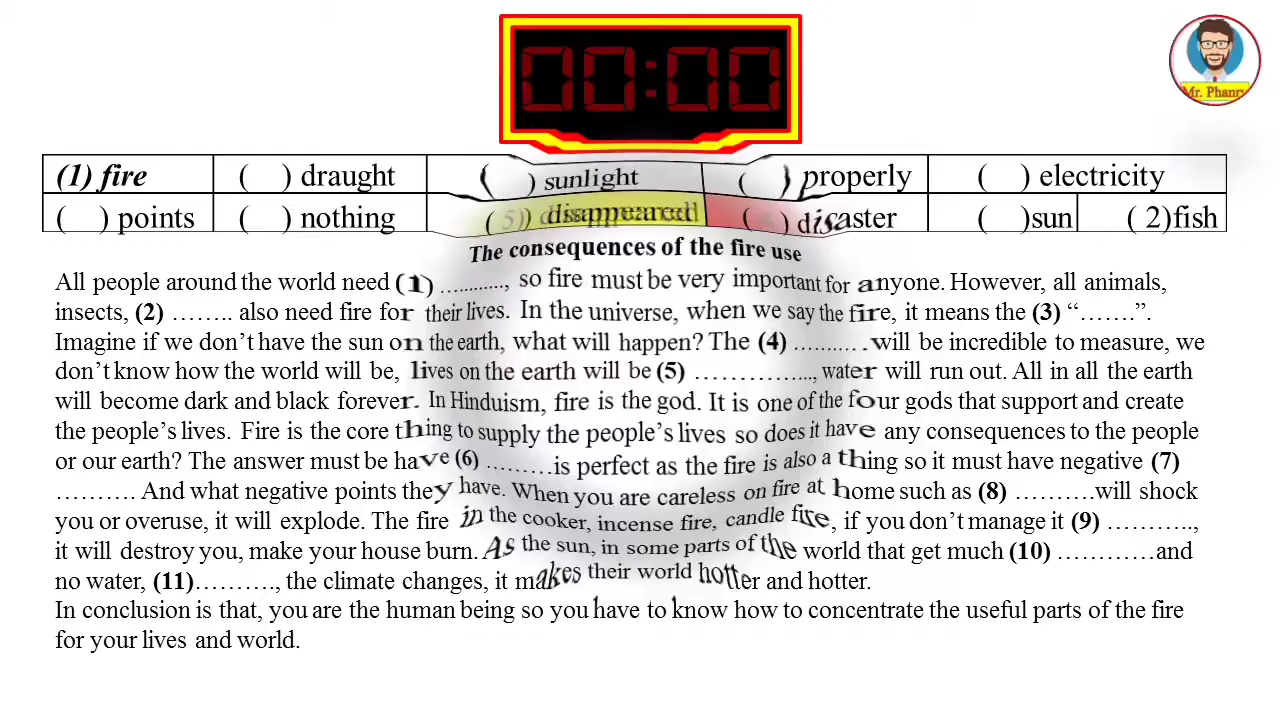 00:00
Mr. Phanry
(1) fire ( ) draught ( ) sunlight ( ) properly ( ) electricity
( ) points ( ) nothing (5) disappeared ( ) disaster ( )sun ( 2)fish
The consequences of the fire use
All people around the world need (1) …........., so fire must be very important for anyone. However, all animals,
insects, (2) …….. also need fire for their lives. In the universe, when we say the fire, it means the (3) “…….”.
Imagine if we don’t have the sun on the earth, what will happen? The (4) ……….. .will be incredible to measure, we
don’t know how the world will be, lives on the earth will be (5) ………………, water will run out. All in all the earth
will become dark and black forever. In Hinduism, fire is the god. It is one of the four gods that support and create
the people’s lives. Fire is the core thing to supply the people’s lives so does it have any consequences to the people
or our earth? The answer must be have (6) ………is perfect as the fire is also a thing so it must have negative (7)
………. And what negative points they have. When you are careless on fire at home such as (8) ……….will shock
you or overuse, it will explode. The fire in the cooker, incense fire, candle fire, if you don’t manage it (9) ………..,
it will destroy you, make your house burn. As the sun, in some parts of the world that get much (10) …………and
no water, (11)………., the climate changes, it makes their world hotter and hotter.
In conclusion is that, you are the human being so you have to know how to concentrate the useful parts of the fire
for your lives and world.